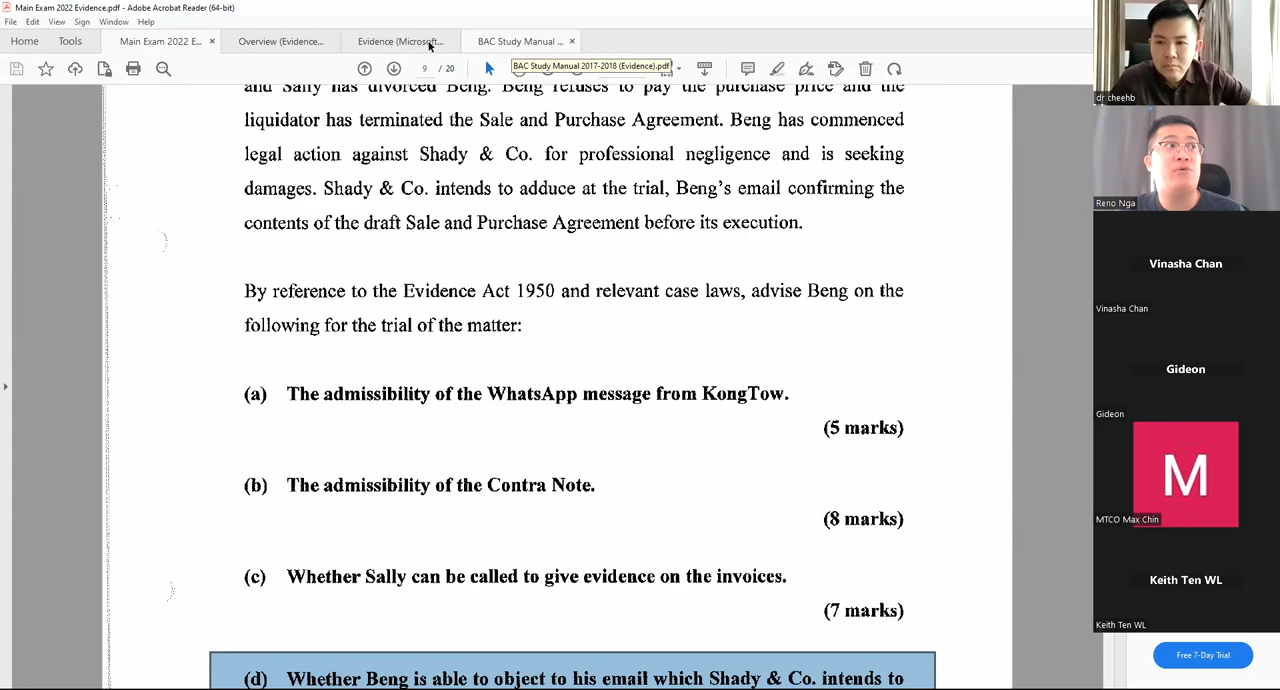 Main Exam 2022 Evidence.pdf - Adobe Acrobat Reader (64-bit)
File Edit View Sign Window Help
Home Tools Main Exam 2022 E... × Overview (Evidence... Evidence (Microsoft... BAC Study Manual ... ×
9 / 20
BAC Study Manual 2017-2018 (Evidence).pdf
and Sally has divorced Beng. Beng refuses to pay the purchase price and the
liquidator has terminated the Sale and Purchase Agreement. Beng has commenced
legal action against Shady & Co. for professional negligence and is seeking
damages. Shady & Co. intends to adduce at the trial, Beng's email confirming the
contents of the draft Sale and Purchase Agreement before its execution.
By reference to the Evidence Act 1950 and relevant case laws, advise Beng on the
following for the trial of the matter:
(a) The admissibility of the WhatsApp message from KongTow.
(5 marks)
(b) The admissibility of the Contra Note.
(8 marks)
(c) Whether Sally can be called to give evidence on the invoices.
(7 marks)
(d) Whether Beng is able to object to his email which Shady & Co. intends to
dr cheehb
Reno Nga
Vinasha Chan
Vinasha Chan
Gideon
Gideon
M
MTCO Max Chin
Keith Ten WL
Keith Ten WL
Free 7-Day Trial